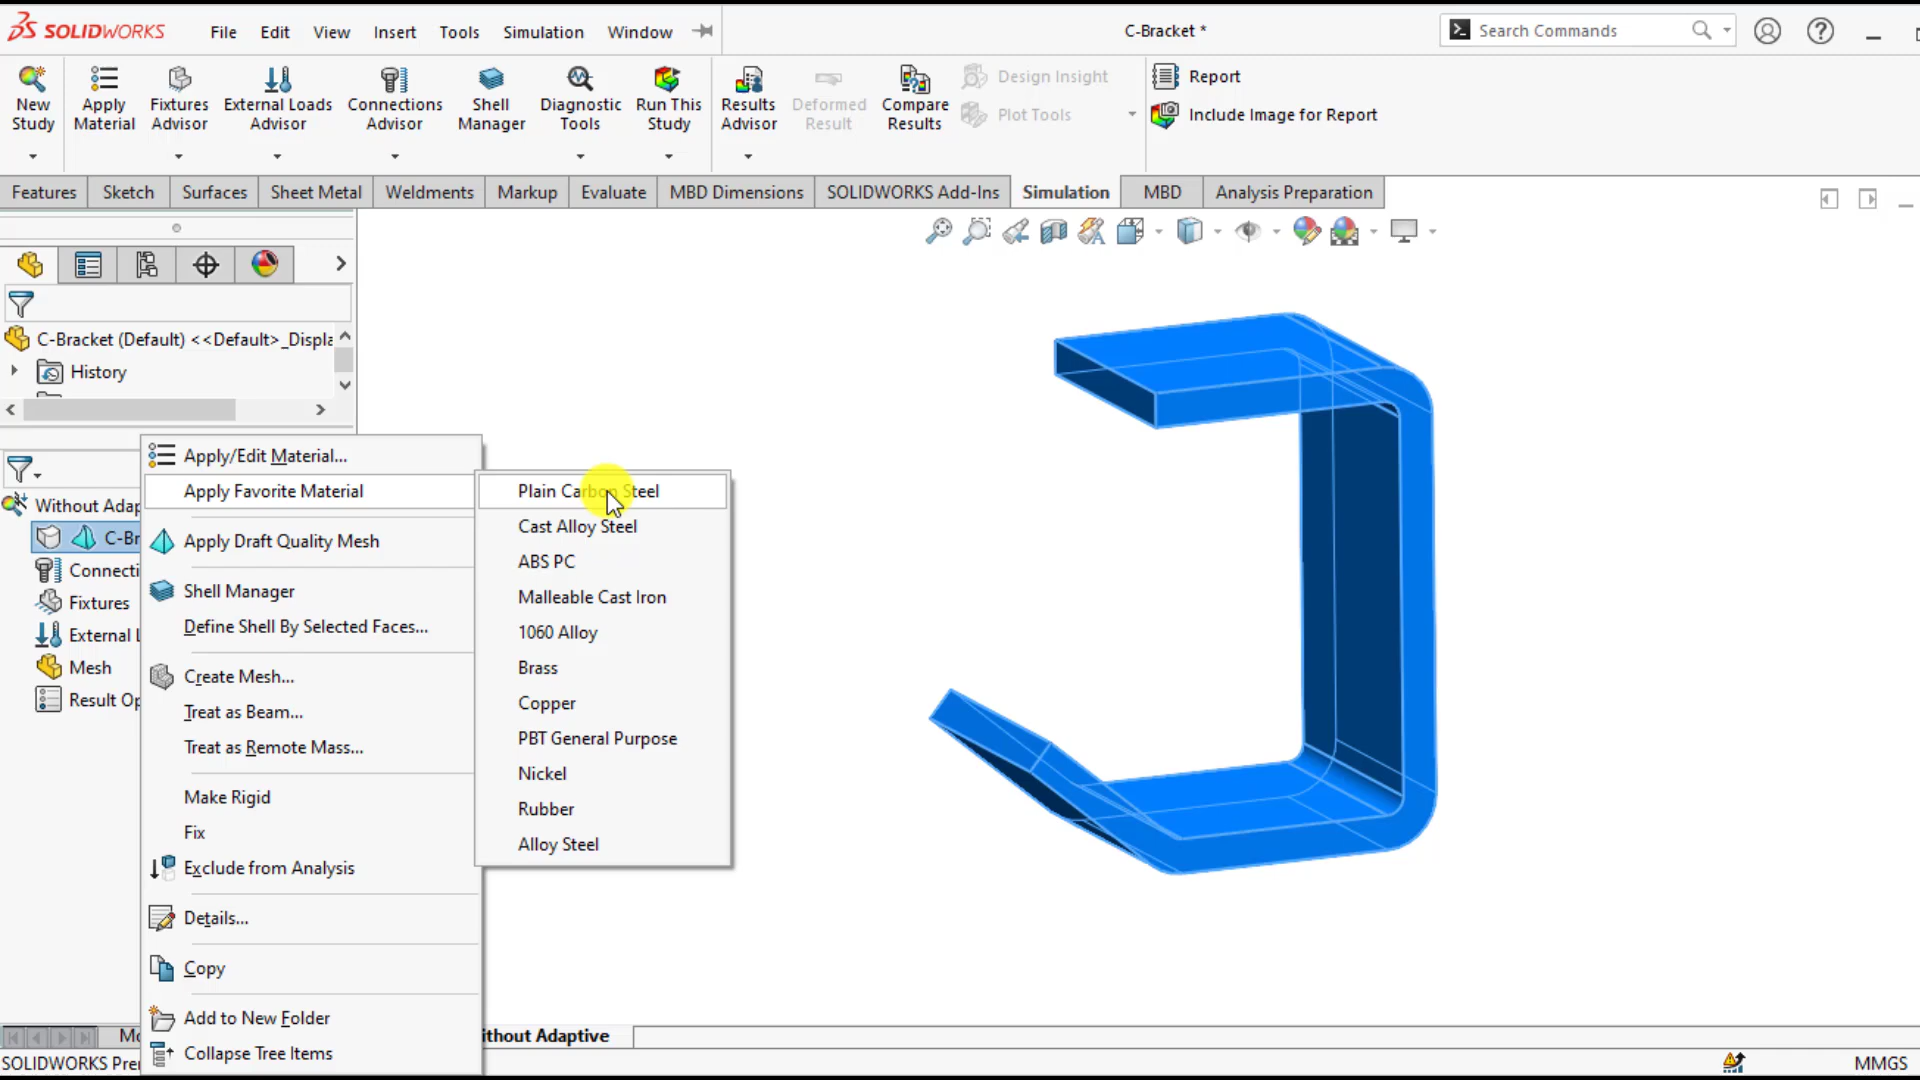 SOLIDWORKS File Edit View Insert Tools Simulation Window C-Bracket * Search Commands
New Study
Apply Material
Fixtures Advisor
External Loads Advisor
Connections Advisor
Shell Manager
Diagnostic Tools
Run This Study
Results Advisor
Deformed Result
Compare Results
Design Insight
Plot Tools
Report
Include Image for Report
Features Sketch Surfaces Sheet Metal Weldments Markup Evaluate MBD Dimensions SOLIDWORKS Add-Ins Simulation MBD Analysis Preparation
C-Bracket (Default) <<Default>_Displa
History
Without Adap
C-Br
Connecti
Fixtures
External L
Mesh
Result Op
Apply/Edit Material...
Apply Favorite Material
Apply Draft Quality Mesh
Shell Manager
Define Shell By Selected Faces...
Create Mesh...
Treat as Beam...
Treat as Remote Mass...
Make Rigid
Fix
Exclude from Analysis
Details...
Copy
Add to New Folder
Collapse Tree Items
Plain Carbon Steel
Cast Alloy Steel
ABS PC
Malleable Cast Iron
1060 Alloy
Brass
Copper
PBT General Purpose
Nickel
Rubber
Alloy Steel
Mo
ithout Adaptive
SOLIDWORKS Pre
MMGS